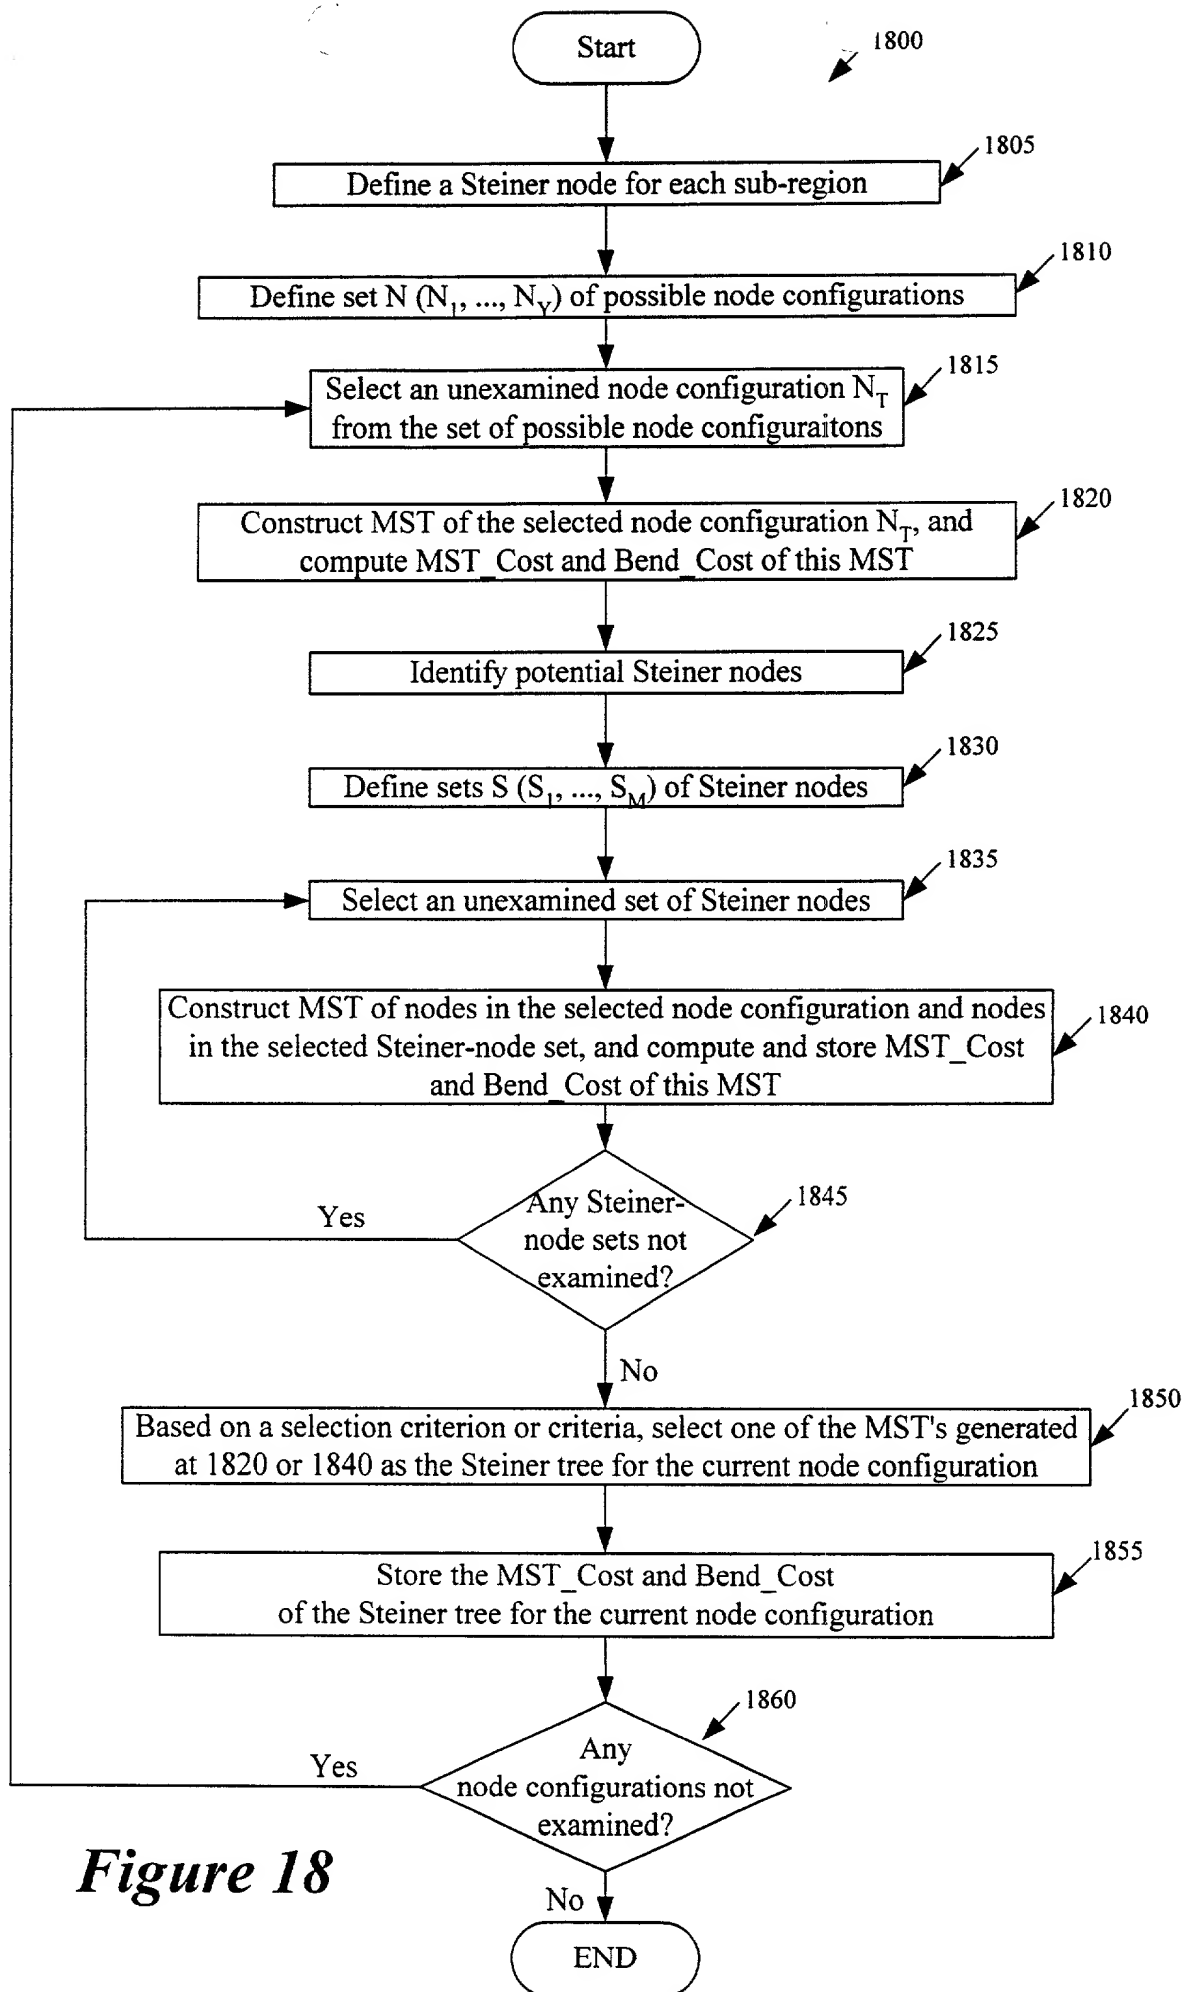 Start
1800
1805
Define a Steiner node for each sub-region
1810
Define set N (N1, ..., NY) of possible node configurations
1815
Select an unexamined node configuration NT
from the set of possible node configuraitons
1820
Construct MST of the selected node configuration NT, and
compute MST_Cost and Bend_Cost of this MST
1825
Identify potential Steiner nodes
1830
Define sets S (S1, ..., SM) of Steiner nodes
1835
Select an unexamined set of Steiner nodes
1840
Construct MST of nodes in the selected node configuration and nodes
in the selected Steiner-node set, and compute and store MST_Cost
and Bend_Cost of this MST
1845
Any Steiner-
node sets not
examined?
Yes
No
1850
Based on a selection criterion or criteria, select one of the MST's generated
at 1820 or 1840 as the Steiner tree for the current node configuration
1855
Store the MST_Cost and Bend_Cost
of the Steiner tree for the current node configuration
1860
Any
node configurations not
examined?
Yes
No
END
Figure 18